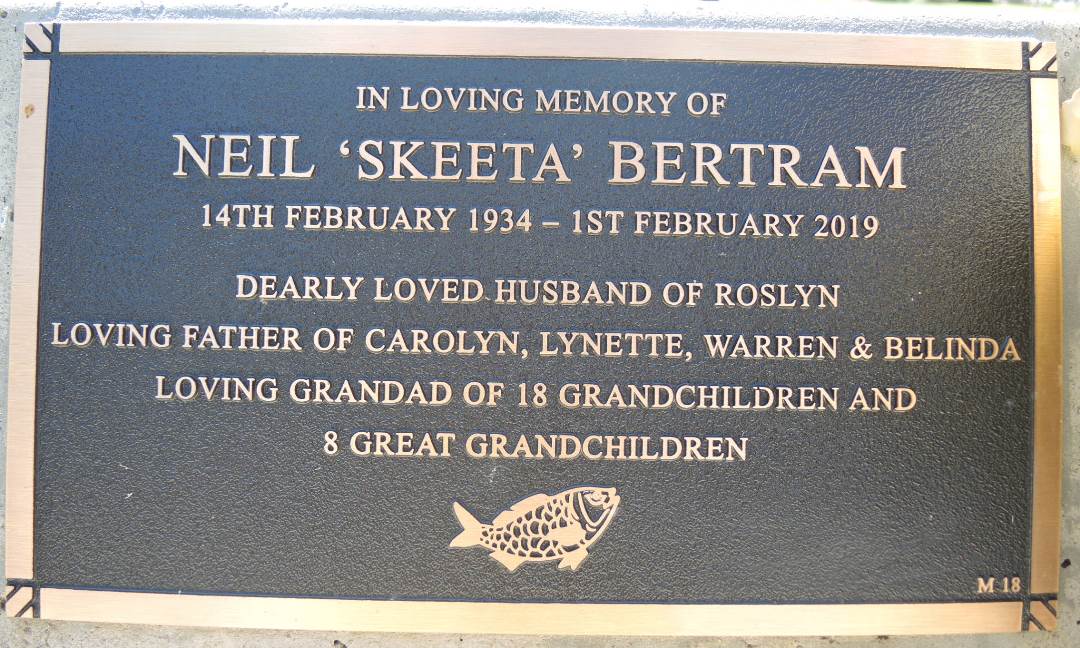 IN LOVING MEMORY OF
NEIL ‘SKEETA’ BERTRAM
14TH FEBRUARY 1934 – 1ST FEBRUARY 2019
DEARLY LOVED HUSBAND OF ROSLYN
LOVING FATHER OF CAROLYN, LYNETTE, WARREN & BELINDA
LOVING GRANDAD OF 18 GRANDCHILDREN AND
8 GREAT GRANDCHILDREN
M 18